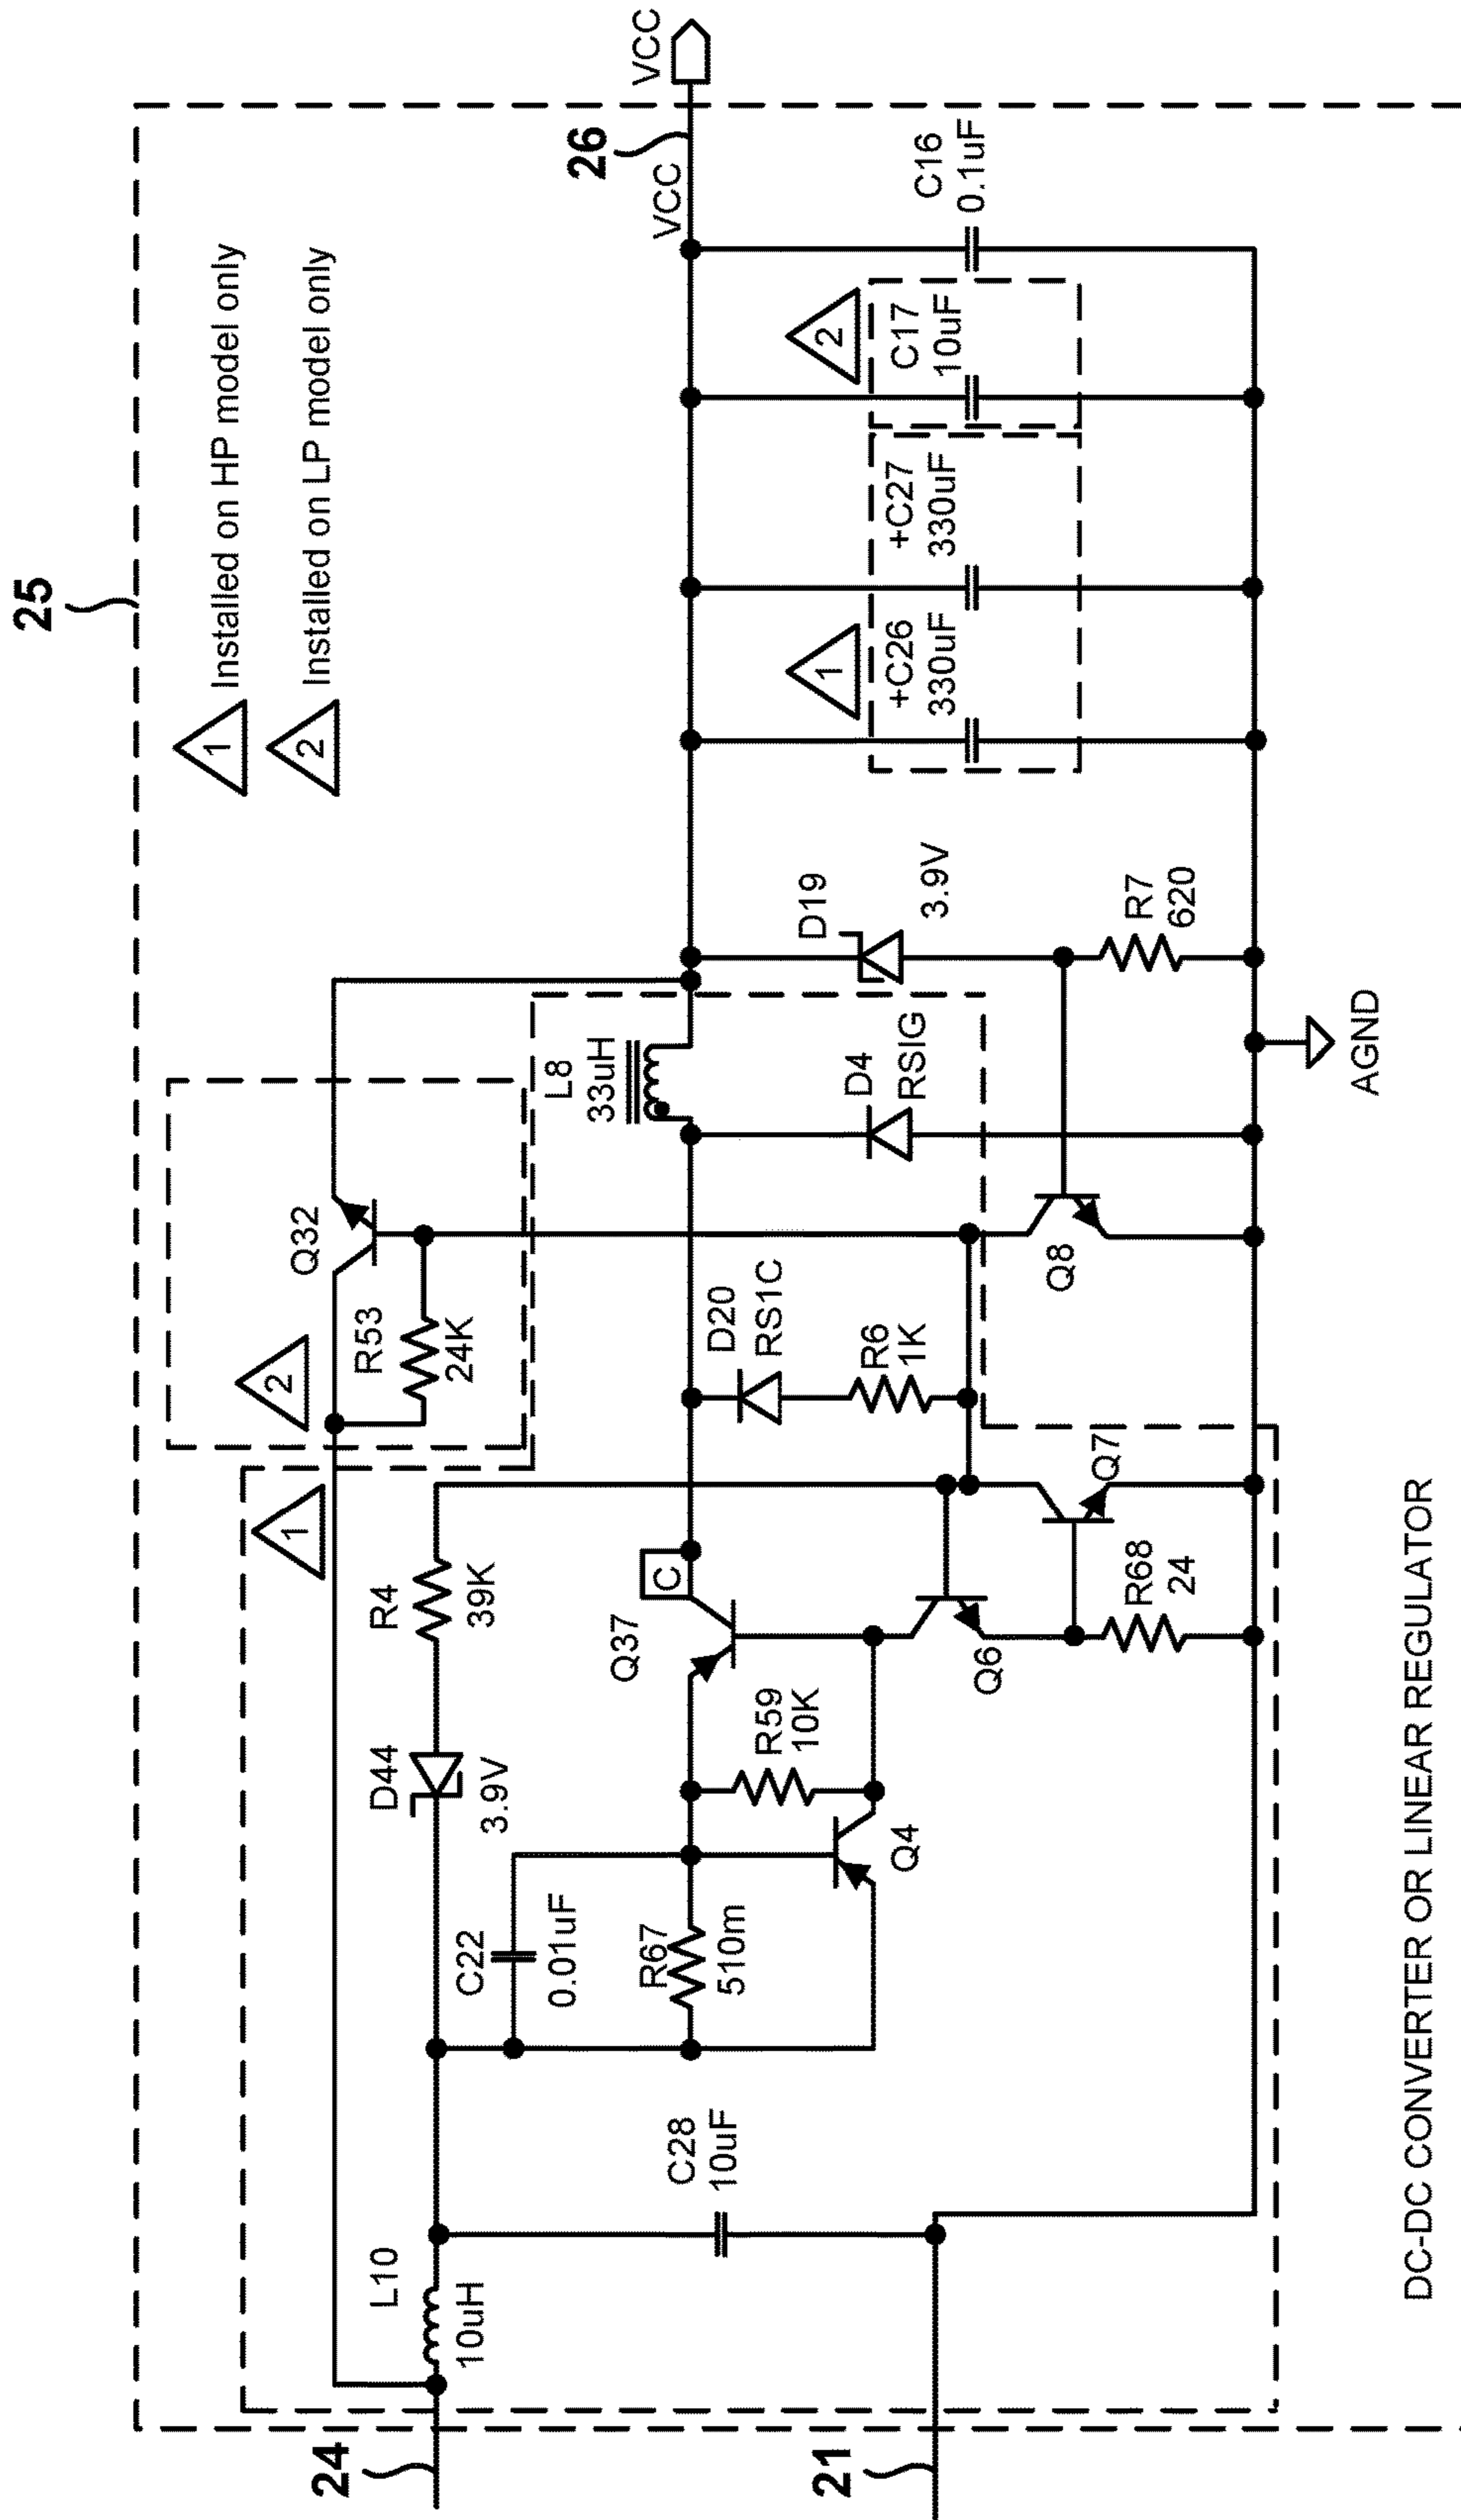 25
1 Installed on HP model only
2 Installed on LP model only
VCC
26
VCC
2
Q32
R53
24K
1
L8
33uH
R4
39K
D44
3.9V
L10
10uH
24
C22
0.01uF
R67
510m
Q37
C
D20
RS1C
R59
10K
C28
10uF
Q4
R6
1K
D4
RSIG
D19
3.9V
1
+C26
330uF
+C27
330uF
2
C17
10uF
C16
0.1uF
21
Q6
R68
24
Q7
Q8
R7
620
AGND
DC-DC CONVERTER OR LINEAR REGULATOR